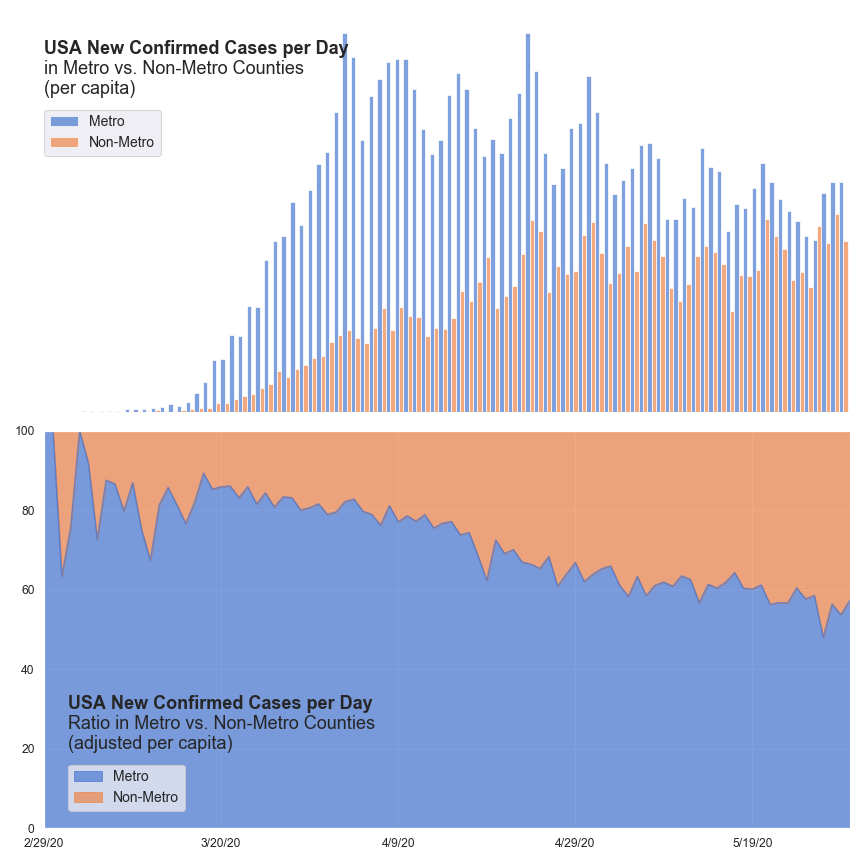 USA New Confirmed Cases per Day
in Metro vs. Non-Metro Counties
(per capita)
Metro
Non-Metro
100
80
60
40
USA New Confirmed Cases per Day
Ratio in Metro vs. Non-Metro Counties
(adjusted per capita)
20
Metro
Non-Metro
0
2/29/20 3/20/20 4/9/20 4/29/20 5/19/20